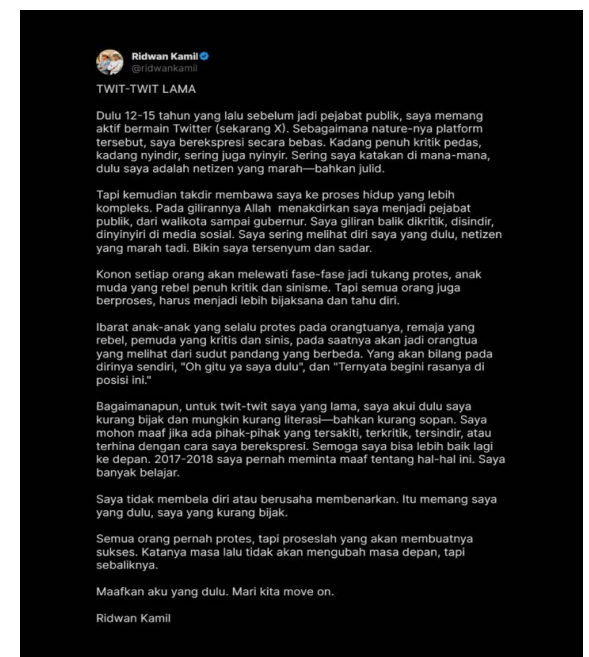 Ridwan Kamil
@ridwankamil
TWIT-TWIT LAMA
Dulu 12-15 tahun yang lalu sebelum jadi pejabat publik, saya memang
aktif bermain Twitter (sekarang X). Sebagaimana nature-nya platform
tersebut, saya berekspresi secara bebas. Kadang penuh kritik pedas,
kadang nyindir, sering juga nyinyir. Sering saya katakan di mana-mana,
dulu saya adalah netizen yang marah—bahkan julid.
Tapi kemudian takdir membawa saya ke proses hidup yang lebih
kompleks. Pada gilirannya Allah menakdirkan saya menjadi pejabat
publik, dari walikota sampai gubernur. Saya giliran balik dikritik, disindir,
dinyinyiri di media sosial. Saya sering melihat diri saya yang dulu, netizen
yang marah tadi. Bikin saya tersenyum dan sadar.
Konon setiap orang akan melewati fase-fase jadi tukang protes, anak
muda yang rebel penuh kritik dan sinisme. Tapi semua orang juga
berproses, harus menjadi lebih bijaksana dan tahu diri.
Ibarat anak-anak yang selalu protes pada orangtuanya, remaja yang
rebel, pemuda yang kritis dan sinis, pada saatnya akan jadi orangtua
yang melihat dari sudut pandang yang berbeda. Yang akan bilang pada
dirinya sendiri, "Oh gitu ya saya dulu", dan "Ternyata begini rasanya di
posisi ini."
Bagaimanapun, untuk twit-twit saya yang lama, saya akui dulu saya
kurang bijak dan mungkin kurang literasi—bahkan kurang sopan. Saya
mohon maaf jika ada pihak-pihak yang tersakiti, terkritik, tersindir, atau
terhina dengan cara saya berekspresi. Semoga saya bisa lebih baik lagi
ke depan. 2017-2018 saya pernah meminta maaf tentang hal-hal ini. Saya
banyak belajar.
Saya tidak membela diri atau berusaha membenarkan. Itu memang saya
yang dulu, saya yang kurang bijak.
Semua orang pernah protes, tapi proseslah yang akan membuatnya
sukses. Katanya masa lalu tidak akan mengubah masa depan, tapi
sebaliknya.
Maafkan aku yang dulu. Mari kita move on.
Ridwan Kamil